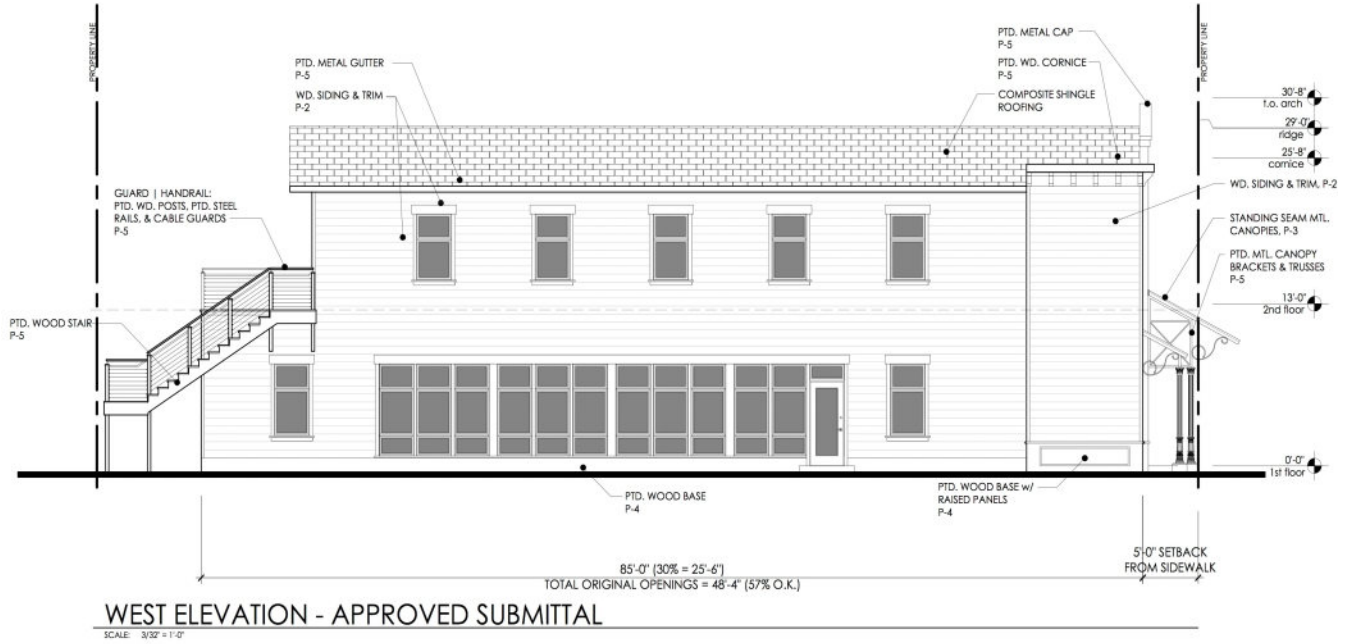 PROPERTY LINE
PTD. METAL GUTTER
P-5
WD. SIDING & TRIM
P-2
PTD. METAL CAP
P-5
PTD. WD. CORNICE
P-5
COMPOSITE SHINGLE
ROOFING
PROPERTY LINE
30'-8"
t.o. arch
29'-0"
ridge
25'-8"
cornice
WD. SIDING & TRIM, P-2
STANDING SEAM MTL.
CANOPIES, P-3
PTD. MTL. CANOPY
BRACKETS & TRUSSES
P-5
13'-0"
2nd floor
0'-0"
1st floor
GUARD | HANDRAIL:
PTD. WD. POSTS, PTD. STEEL
RAILS, & CABLE GUARDS
P-5
PTD. WOOD STAIR
P-5
PTD. WOOD BASE
P-4
PTD. WOOD BASE w/
RAISED PANELS
P-4
85'-0" (30% = 25'-6")
TOTAL ORIGINAL OPENINGS = 48'-4" (57% O.K.)
5'-0" SETBACK
FROM SIDEWALK
WEST ELEVATION - APPROVED SUBMITTAL
SCALE: 3/32" = 1'-0"